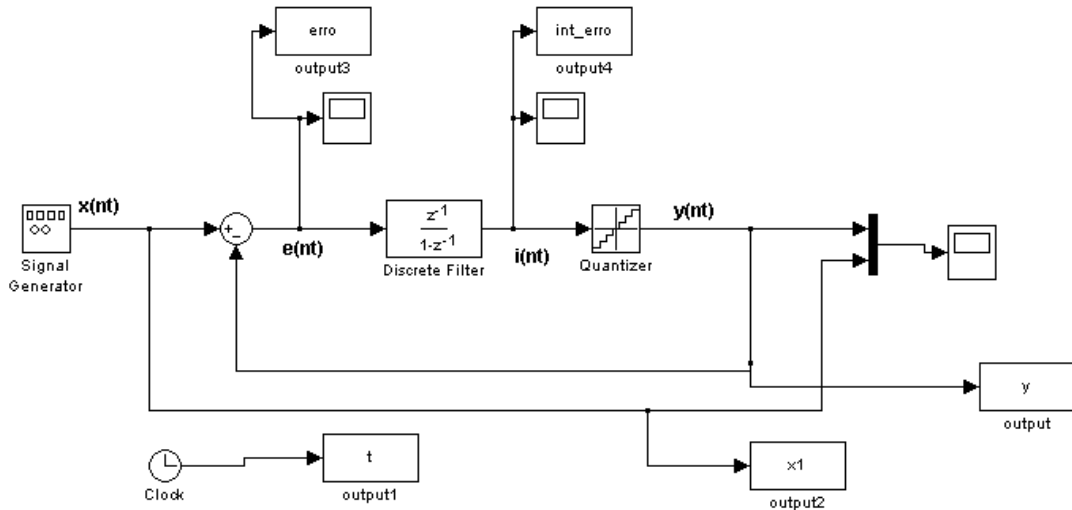 erro
output3
int_erro
output4
x(nt)
Signal
Generator
+
−
e(nt)
z-1
1-z-1
Discrete Filter
i(nt)
Quantizer
y(nt)
y
output
Clock
t
output1
x1
output2